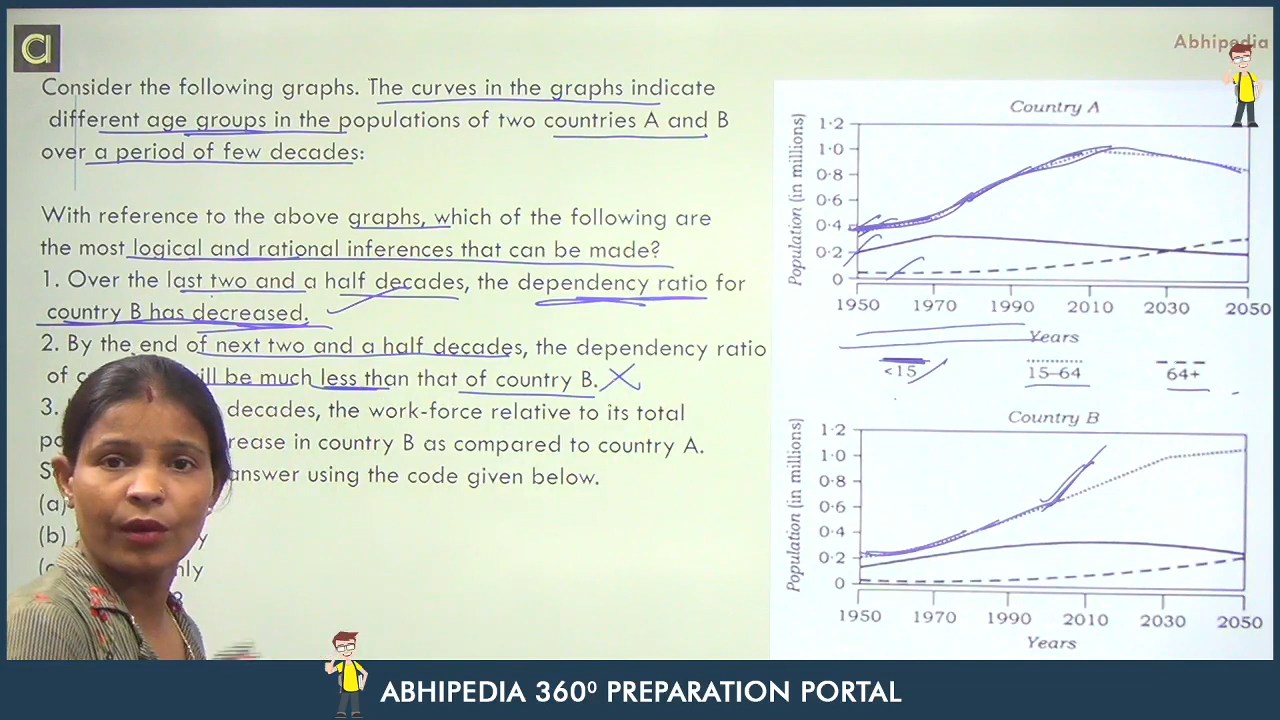 Abhipedia
Consider the following graphs. The curves in the graphs indicate
different age groups in the populations of two countries A and B
over a period of few decades:
With reference to the above graphs, which of the following are
the most logical and rational inferences that can be made?
1. Over the last two and a half decades, the dependency ratio for
country B has decreased.
2. By the end of next two and a half decades, the dependency ratio
of will be much less than that of country B.
3. decades, the work-force relative to its total
in country B as compared to country A.
answer using the code given below.
(a)
(b)
Country A
Population (in millions)
1·2
1·0
0·8
0·6
0·4
0·2
0
1950 1970 1990 2010 2030 2050
Years
<15 15–64 64+
Country B
Population (in millions)
1·2
1·0
0·8
0·6
0·4
0·2
0
1950 1970 1990 2010 2030 2050
Years
ABHIPEDIA 360⁰ PREPARATION PORTAL